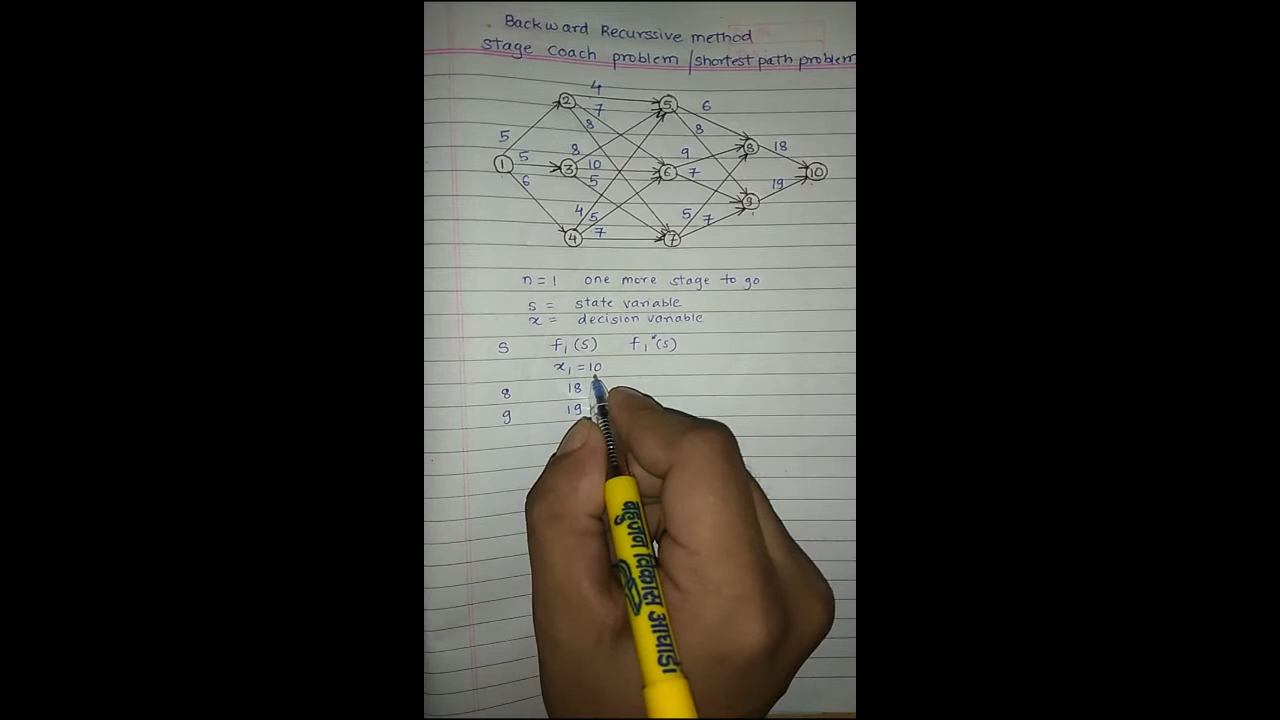 Backward Recurssive method
stage coach problem / shortest path problem
4
2 5
7 6
8
5 8
8 9 18
1 5 3 10 6 7 8 10
6 5 19
9
4 5 5 7
4 7 7
n = 1 one more stage to go
s = state variable
x = decision variable
S f₁(S) f₁*(S)
x₁ = 10
8 18
9 19
बहुजन विकास आघाडी